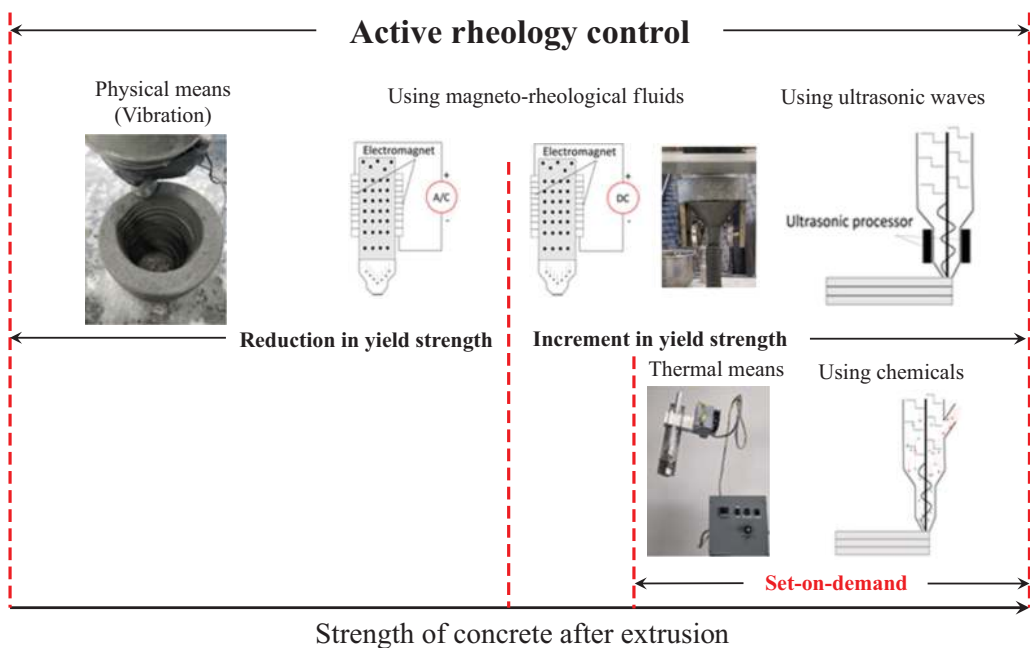 Active rheology control
Physical means
(Vibration)
Using magneto-rheological fluids
Using ultrasonic waves
Electromagnet
+
A/C
-
Electromagnet
+
DC
-
Ultrasonic processor
Reduction in yield strength
Increment in yield strength
Thermal means
Using chemicals
Set-on-demand
Strength of concrete after extrusion